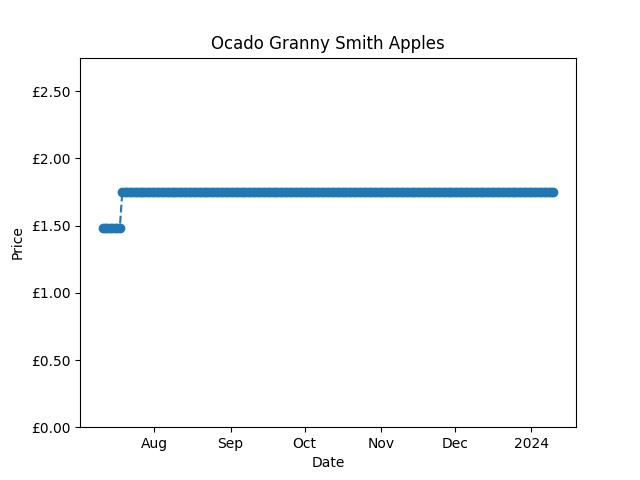 Ocado Granny Smith Apples
£2.50
£2.00
£1.50
£1.00
£0.50
£0.00
Price
Aug Sep Oct Nov Dec 2024
Date